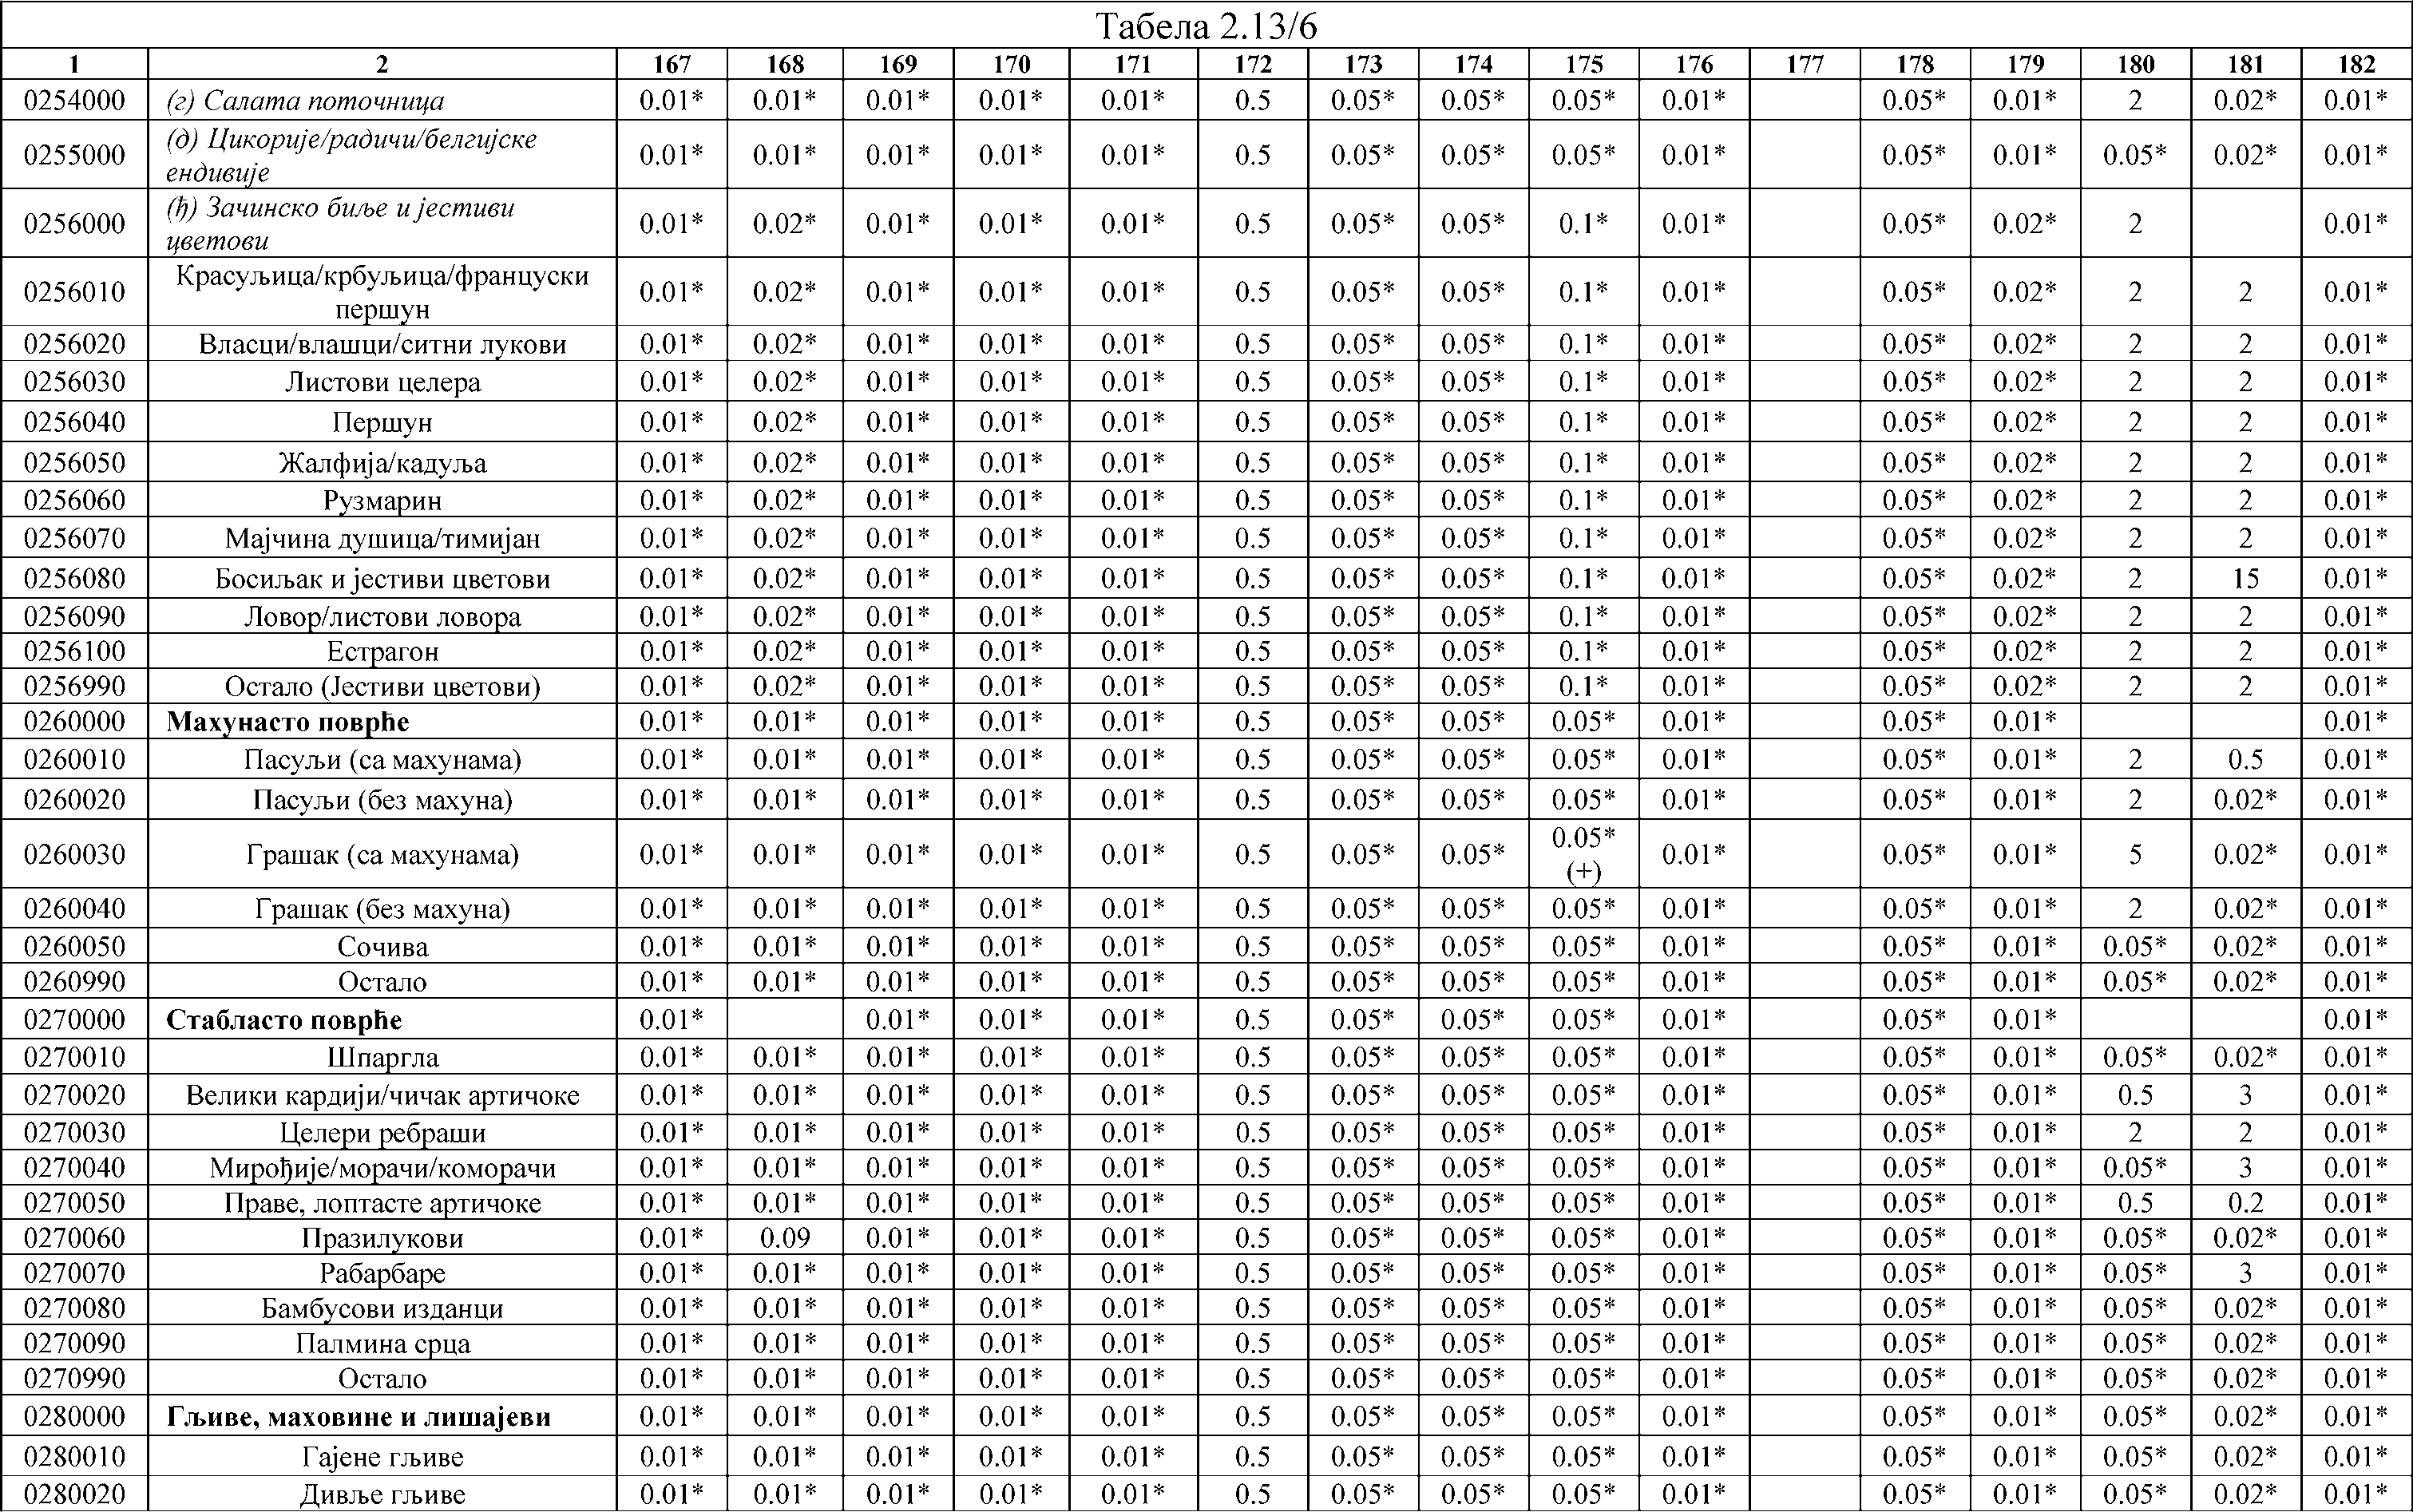 Табела 2.13/6
1 2 167 168 169 170 171 172 173 174 175 176 177 178 179 180 181 182
0254000 (г) Салата поточница 0.01* 0.01* 0.01* 0.01* 0.01* 0.5 0.05* 0.05* 0.05* 0.01* 0.05* 0.01* 2 0.02* 0.01*
0255000 (д) Цикорије/радичи/белгијске
ендивије 0.01* 0.01* 0.01* 0.01* 0.01* 0.5 0.05* 0.05* 0.05* 0.01* 0.05* 0.01* 0.05* 0.02* 0.01*
0256000 (ђ) Зачинско биље и јестиви
цветови 0.01* 0.02* 0.01* 0.01* 0.01* 0.5 0.05* 0.05* 0.1* 0.01* 0.05* 0.02* 2 0.01*
0256010 Красуљица/крбуљица/француски
першун 0.01* 0.02* 0.01* 0.01* 0.01* 0.5 0.05* 0.05* 0.1* 0.01* 0.05* 0.02* 2 2 0.01*
0256020 Власци/влашци/ситни лукови 0.01* 0.02* 0.01* 0.01* 0.01* 0.5 0.05* 0.05* 0.1* 0.01* 0.05* 0.02* 2 2 0.01*
0256030 Листови целера 0.01* 0.02* 0.01* 0.01* 0.01* 0.5 0.05* 0.05* 0.1* 0.01* 0.05* 0.02* 2 2 0.01*
0256040 Першун 0.01* 0.02* 0.01* 0.01* 0.01* 0.5 0.05* 0.05* 0.1* 0.01* 0.05* 0.02* 2 2 0.01*
0256050 Жалфија/кадуља 0.01* 0.02* 0.01* 0.01* 0.01* 0.5 0.05* 0.05* 0.1* 0.01* 0.05* 0.02* 2 2 0.01*
0256060 Рузмарин 0.01* 0.02* 0.01* 0.01* 0.01* 0.5 0.05* 0.05* 0.1* 0.01* 0.05* 0.02* 2 2 0.01*
0256070 Мајчина душица/тимијан 0.01* 0.02* 0.01* 0.01* 0.01* 0.5 0.05* 0.05* 0.1* 0.01* 0.05* 0.02* 2 2 0.01*
0256080 Босиљак и јестиви цветови 0.01* 0.02* 0.01* 0.01* 0.01* 0.5 0.05* 0.05* 0.1* 0.01* 0.05* 0.02* 2 15 0.01*
0256090 Ловор/листови ловора 0.01* 0.02* 0.01* 0.01* 0.01* 0.5 0.05* 0.05* 0.1* 0.01* 0.05* 0.02* 2 2 0.01*
0256100 Естрагон 0.01* 0.02* 0.01* 0.01* 0.01* 0.5 0.05* 0.05* 0.1* 0.01* 0.05* 0.02* 2 2 0.01*
0256990 Остало (Јестиви цветови) 0.01* 0.02* 0.01* 0.01* 0.01* 0.5 0.05* 0.05* 0.1* 0.01* 0.05* 0.02* 2 2 0.01*
0260000 Махунасто поврће 0.01* 0.01* 0.01* 0.01* 0.01* 0.5 0.05* 0.05* 0.05* 0.01* 0.05* 0.01* 0.01*
0260010 Пасуљи (са махунама) 0.01* 0.01* 0.01* 0.01* 0.01* 0.5 0.05* 0.05* 0.05* 0.01* 0.05* 0.01* 2 0.5 0.01*
0260020 Пасуљи (без махуна) 0.01* 0.01* 0.01* 0.01* 0.01* 0.5 0.05* 0.05* 0.05* 0.01* 0.05* 0.01* 2 0.02* 0.01*
0260030 Грашак (са махунама) 0.01* 0.01* 0.01* 0.01* 0.01* 0.5 0.05* 0.05* 0.05*
(+) 0.01* 0.05* 0.01* 5 0.02* 0.01*
0260040 Грашак (без махуна) 0.01* 0.01* 0.01* 0.01* 0.01* 0.5 0.05* 0.05* 0.05* 0.01* 0.05* 0.01* 2 0.02* 0.01*
0260050 Сочива 0.01* 0.01* 0.01* 0.01* 0.01* 0.5 0.05* 0.05* 0.05* 0.01* 0.05* 0.01* 0.05* 0.02* 0.01*
0260990 Остало 0.01* 0.01* 0.01* 0.01* 0.01* 0.5 0.05* 0.05* 0.05* 0.01* 0.05* 0.01* 0.05* 0.02* 0.01*
0270000 Стабласто поврће 0.01* 0.01* 0.01* 0.01* 0.5 0.05* 0.05* 0.05* 0.01* 0.05* 0.01* 0.01*
0270010 Шпаргла 0.01* 0.01* 0.01* 0.01* 0.01* 0.5 0.05* 0.05* 0.05* 0.01* 0.05* 0.01* 0.05* 0.02* 0.01*
0270020 Велики кардији/чичак артичоке 0.01* 0.01* 0.01* 0.01* 0.01* 0.5 0.05* 0.05* 0.05* 0.01* 0.05* 0.01* 0.5 3 0.01*
0270030 Целери ребраши 0.01* 0.01* 0.01* 0.01* 0.01* 0.5 0.05* 0.05* 0.05* 0.01* 0.05* 0.01* 2 2 0.01*
0270040 Мирођије/морачи/коморачи 0.01* 0.01* 0.01* 0.01* 0.01* 0.5 0.05* 0.05* 0.05* 0.01* 0.05* 0.01* 0.05* 3 0.01*
0270050 Праве, лоптасте артичоке 0.01* 0.01* 0.01* 0.01* 0.01* 0.5 0.05* 0.05* 0.05* 0.01* 0.05* 0.01* 0.5 0.2 0.01*
0270060 Празилукови 0.01* 0.09 0.01* 0.01* 0.01* 0.5 0.05* 0.05* 0.05* 0.01* 0.05* 0.01* 0.05* 0.02* 0.01*
0270070 Рабарбаре 0.01* 0.01* 0.01* 0.01* 0.01* 0.5 0.05* 0.05* 0.05* 0.01* 0.05* 0.01* 0.05* 3 0.01*
0270080 Бамбусови изданци 0.01* 0.01* 0.01* 0.01* 0.01* 0.5 0.05* 0.05* 0.05* 0.01* 0.05* 0.01* 0.05* 0.02* 0.01*
0270090 Палмина срца 0.01* 0.01* 0.01* 0.01* 0.01* 0.5 0.05* 0.05* 0.05* 0.01* 0.05* 0.01* 0.05* 0.02* 0.01*
0270990 Остало 0.01* 0.01* 0.01* 0.01* 0.01* 0.5 0.05* 0.05* 0.05* 0.01* 0.05* 0.01* 0.05* 0.02* 0.01*
0280000 Гљиве, маховине и лишајеви 0.01* 0.01* 0.01* 0.01* 0.01* 0.5 0.05* 0.05* 0.05* 0.01* 0.05* 0.01* 0.05* 0.02* 0.01*
0280010 Гајене гљиве 0.01* 0.01* 0.01* 0.01* 0.01* 0.5 0.05* 0.05* 0.05* 0.01* 0.05* 0.01* 0.05* 0.02* 0.01*
0280020 Дивље гљиве 0.01* 0.01* 0.01* 0.01* 0.01* 0.5 0.05* 0.05* 0.05* 0.01* 0.05* 0.01* 0.05* 0.02* 0.01*